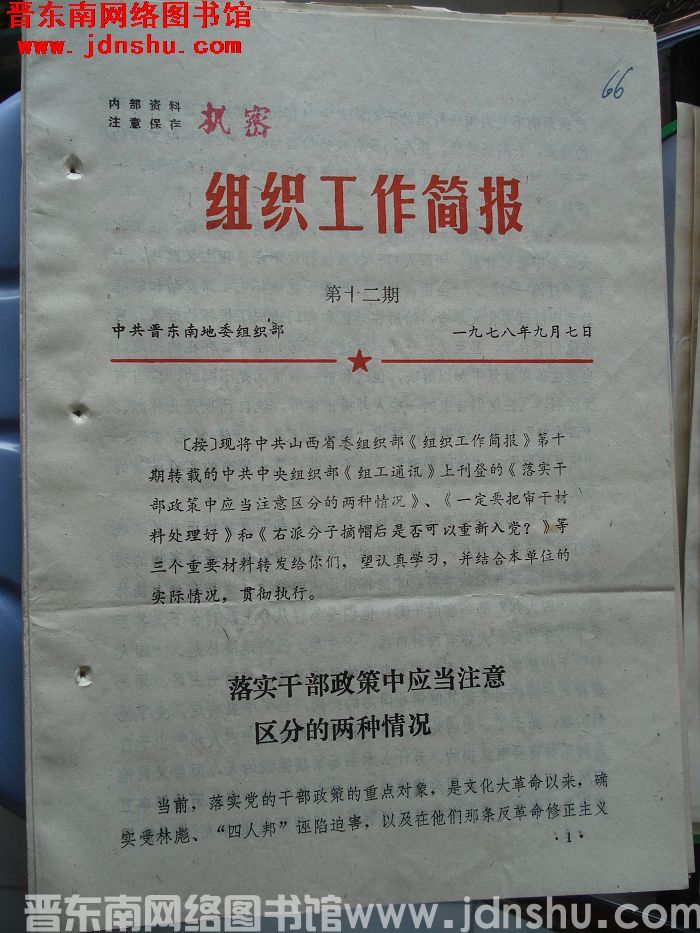 晋东南网络图书馆
www.jdnshu.com
66
内部资料
注意保存
机密
组织工作简报
第十二期
中共晋东南地委组织部
一九七八年九月七日
〔按〕现将中共山西省委组织部《组织工作简报》第十
期转载的中共中央组织部《组工通讯》上刊登的《落实干
部政策中应当注意区分的两种情况》、《一定要把审干材
料处理好》和《右派分子摘帽后是否可以重新入党？》等
三个重要材料转发给你们，望认真学习，并结合本单位的
实际情况，贯彻执行。
落实干部政策中应当注意
区分的两种情况
当前，落实党的干部政策的重点对象，是文化大革命以来，确
实受林彪、“四人帮”诬陷迫害，以及在他们那条反革命修正主义
·1·
晋东南网络图书馆www.jdnshu.com